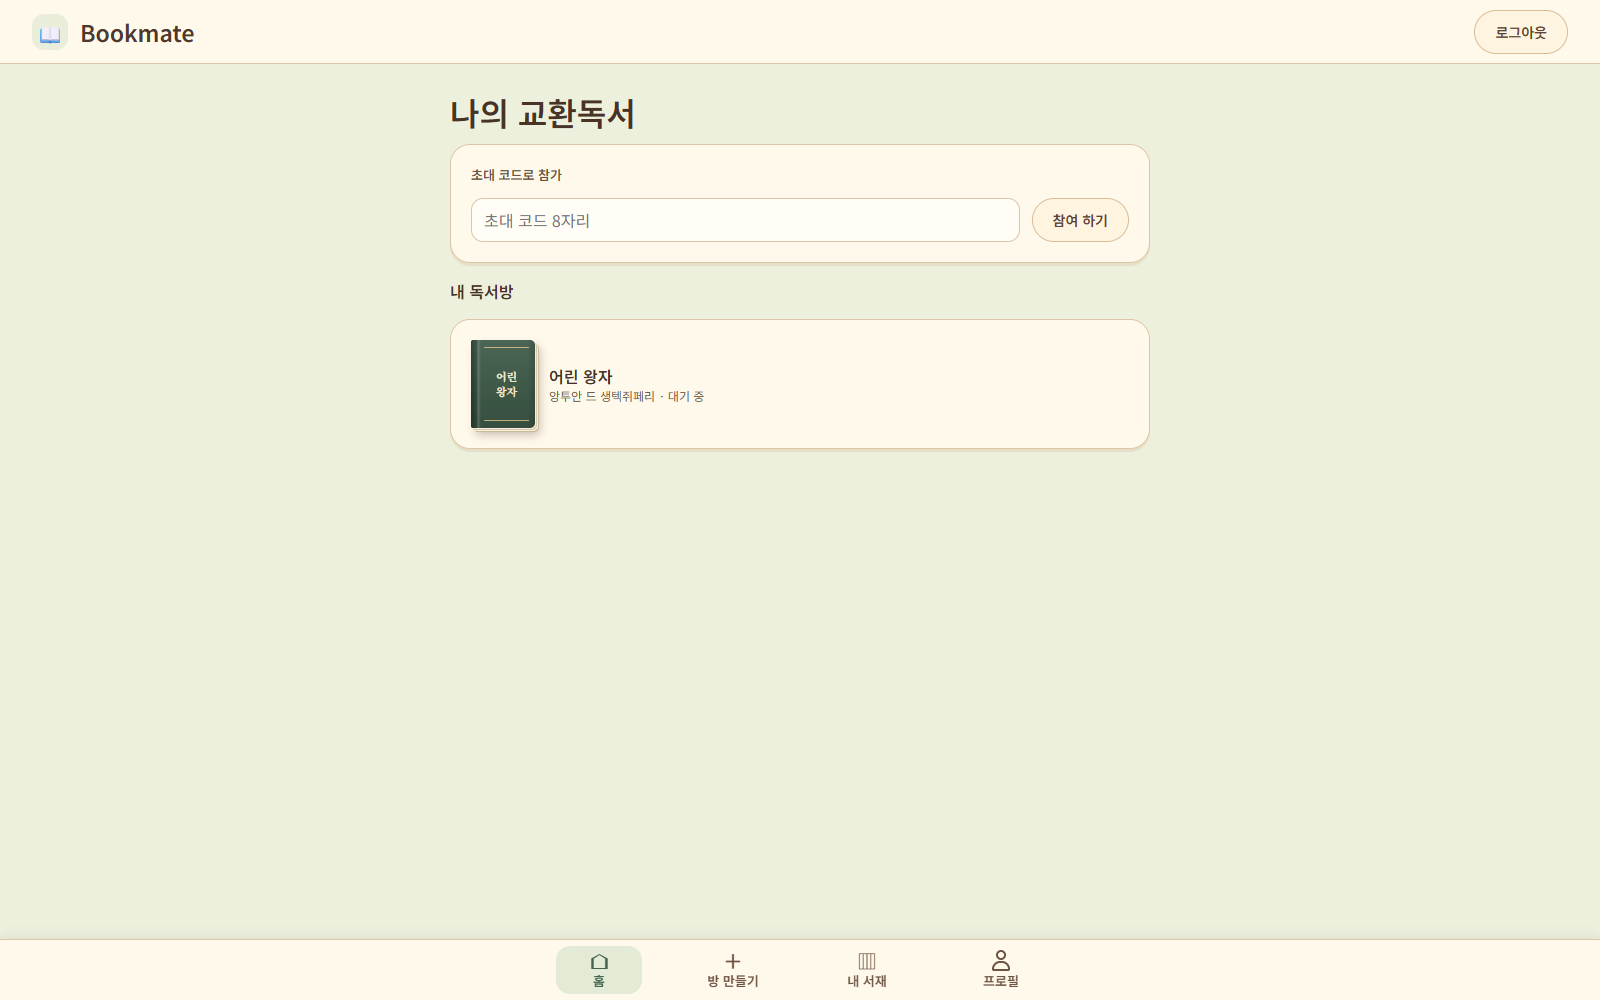 Bookmate
로그아웃
나의 교환독서
초대 코드로 참가
초대 코드 8자리
참여 하기
내 독서방
어린
왕자
어린 왕자
앙투안 드 생텍쥐페리 · 대기 중
홈
방 만들기
내 서재
프로필